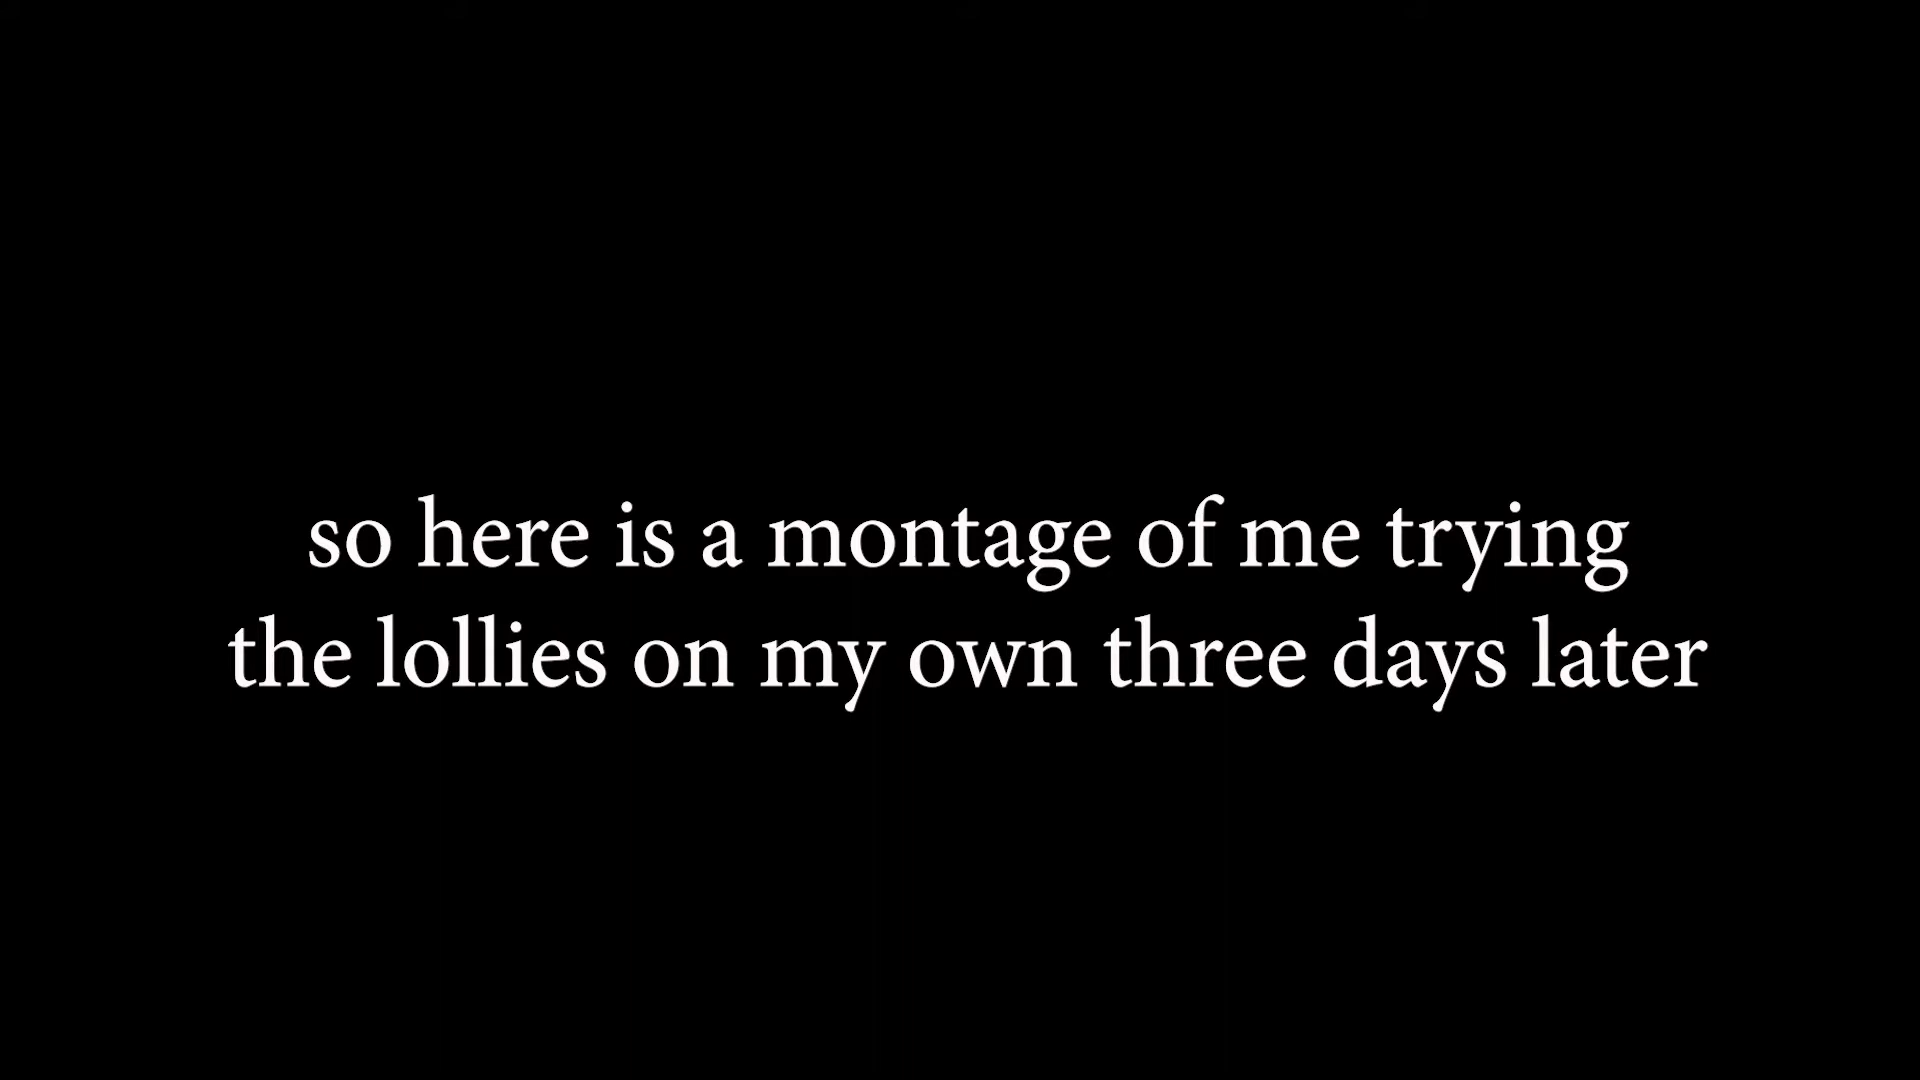 so here is a montage of me trying
the lollies on my own three days later